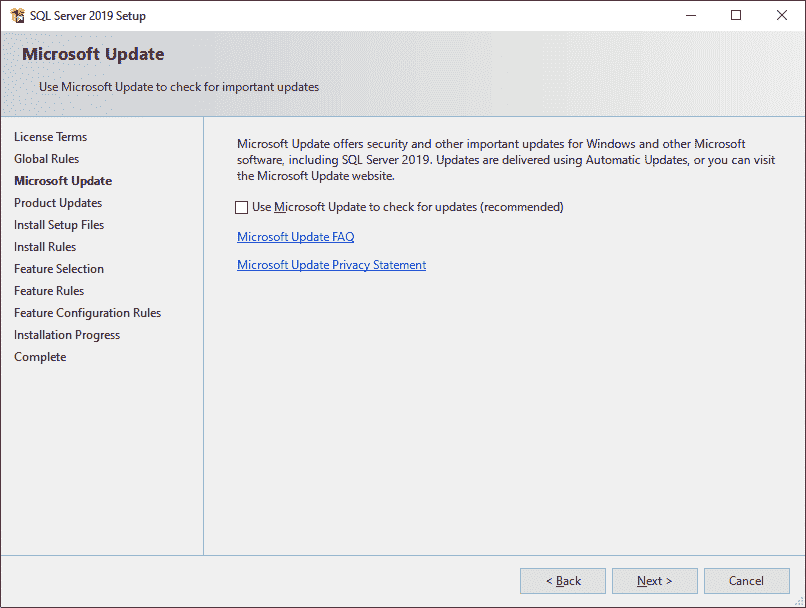 SQL Server 2019 Setup
Microsoft Update
Use Microsoft Update to check for important updates
License Terms
Global Rules
Microsoft Update
Product Updates
Install Setup Files
Install Rules
Feature Selection
Feature Rules
Feature Configuration Rules
Installation Progress
Complete
Microsoft Update offers security and other important updates for Windows and other Microsoft
software, including SQL Server 2019. Updates are delivered using Automatic Updates, or you can visit
the Microsoft Update website.
Use Microsoft Update to check for updates (recommended)
Microsoft Update FAQ
Microsoft Update Privacy Statement
< Back
Next >
Cancel